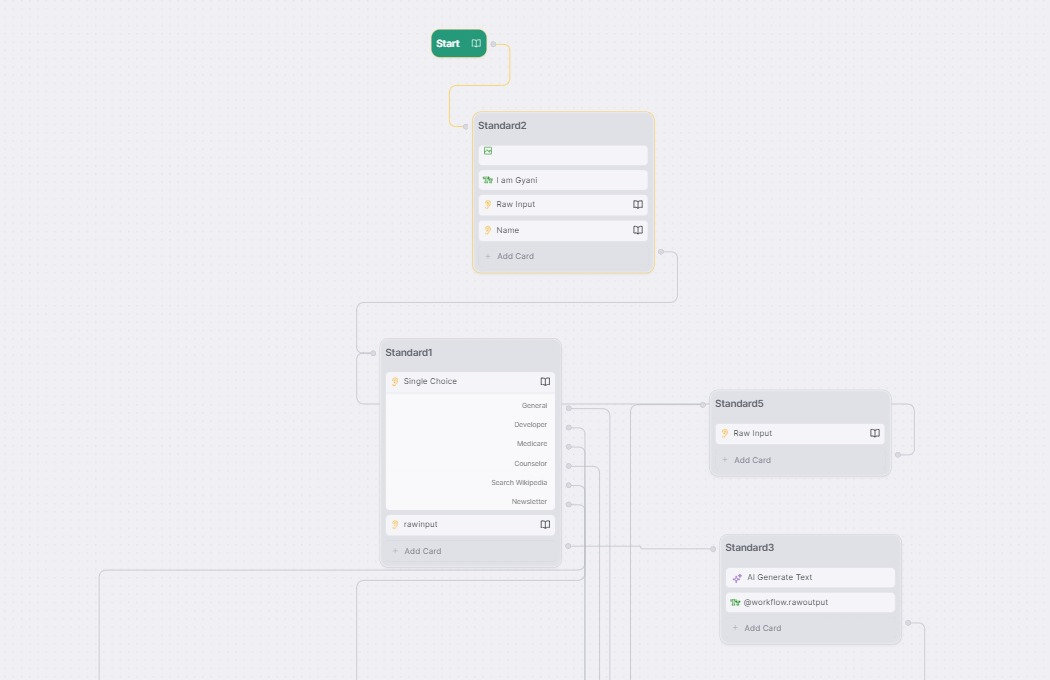 Start
Standard2
I am Gyani
Raw Input
Name
+ Add Card
Standard1
Single Choice
General
Developer
Medicare
Counselor
Search Wikipedia
Newsletter
rawinput
+ Add Card
Standard5
Raw Input
+ Add Card
Standard3
AI Generate Text
@workflow.rawoutput
+ Add Card